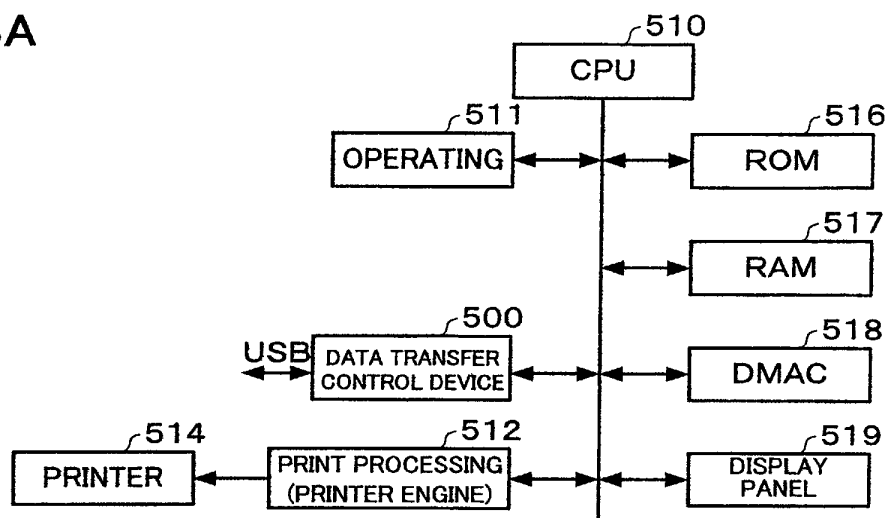 A
510
CPU
511
OPERATING
516
ROM
517
RAM
500
USB
DATA TRANSFER
CONTROL DEVICE
518
DMAC
514
PRINTER
512
PRINT PROCESSING
(PRINTER ENGINE)
519
DISPLAY
PANEL